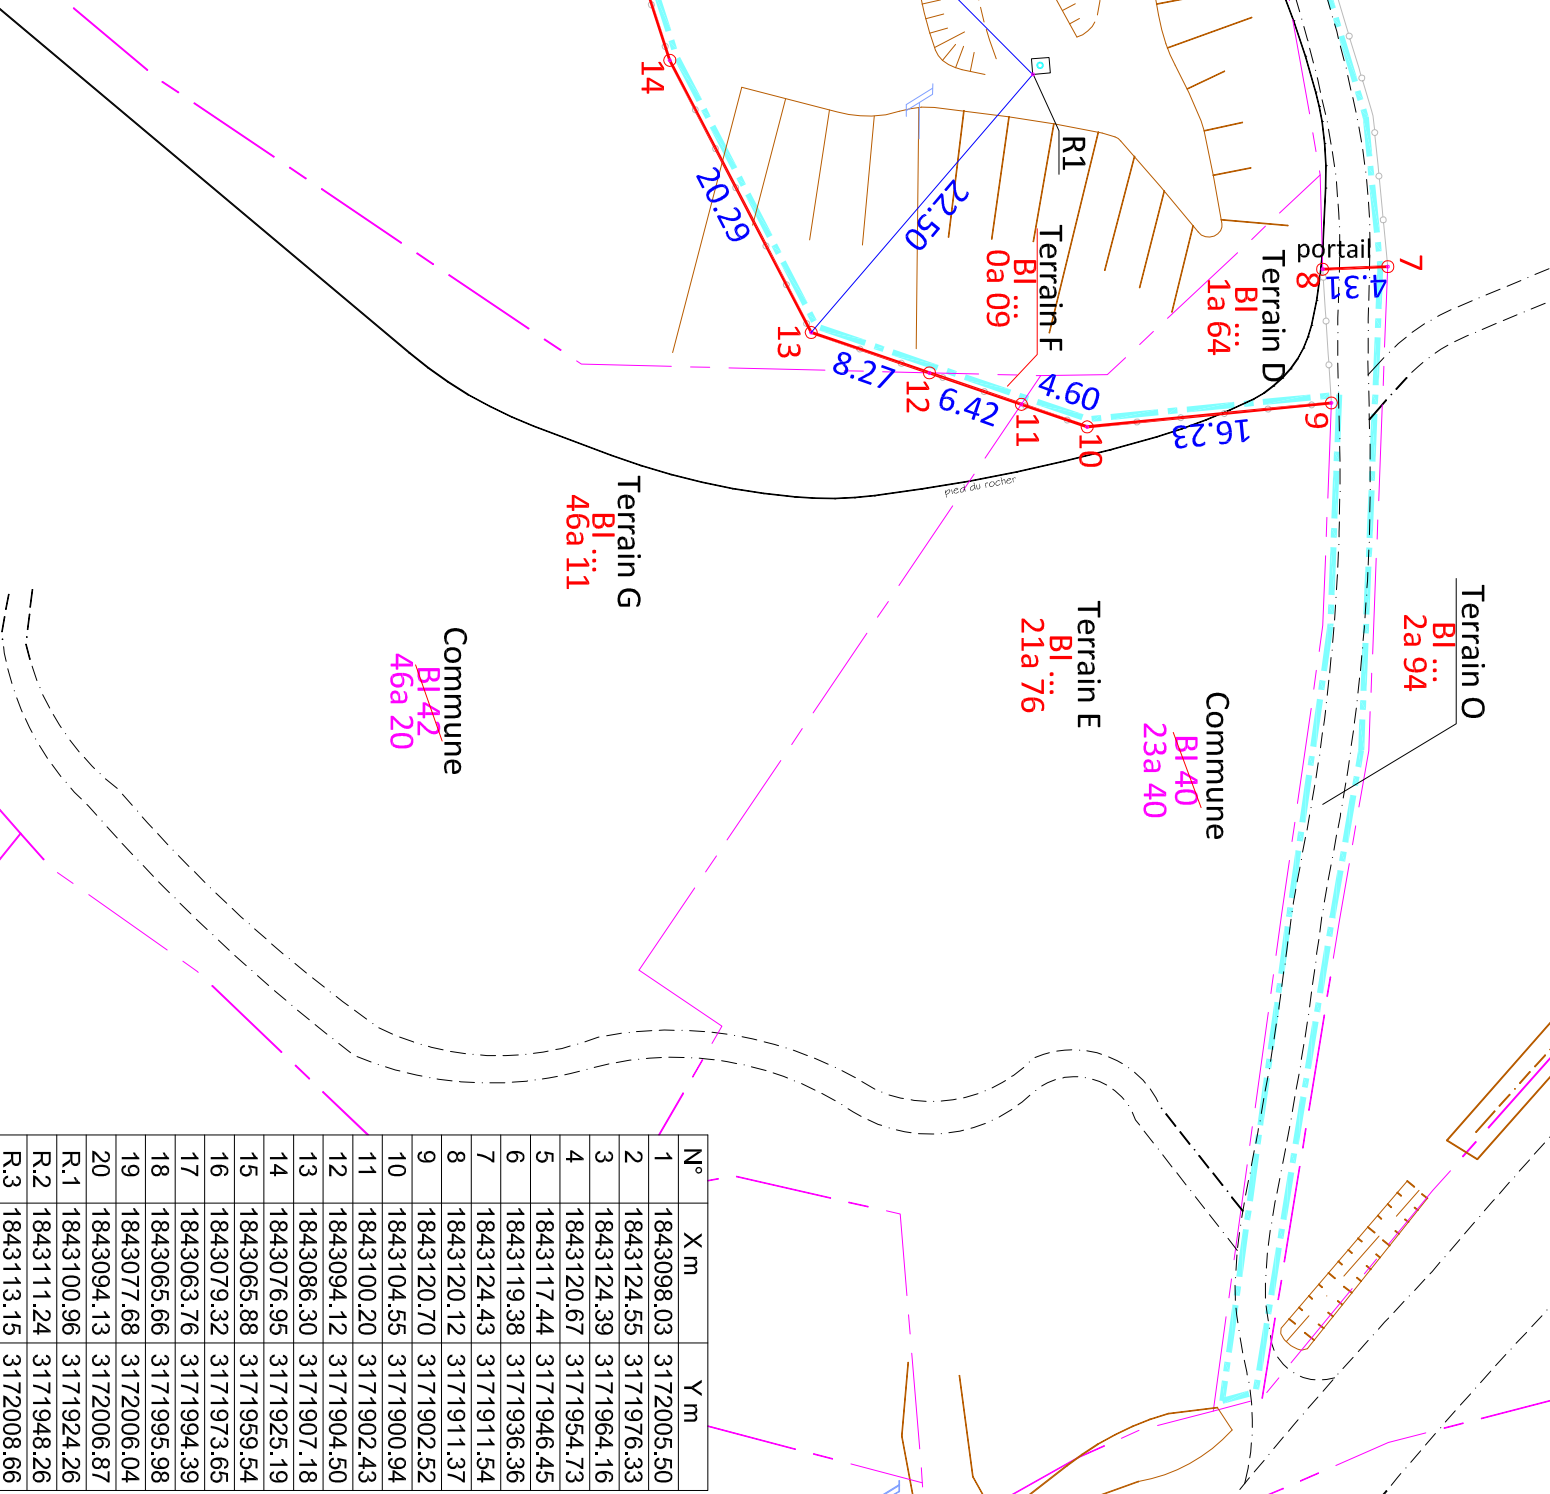 14
20.29
R1
22.50
Terrain F
BI ...
0a 09
portail
7
8
4.31
Terrain D
BI ...
1a 64
13
8.27
12
6.42
11
4.60
10
16.23
9
pied du rocher
Terrain G
BI ...
46a 11
Terrain O
BI ...
2a 94
Terrain E
BI ...
21a 76
Commune
BI 42
46a 20
Commune
BI 40
23a 40
N° X m Y m
1 1843098.03 3172005.50
2 1843124.55 3171976.33
3 1843124.39 3171964.16
4 1843120.67 3171954.73
5 1843117.44 3171946.45
6 1843119.38 3171936.36
7 1843124.43 3171911.54
8 1843120.12 3171911.37
9 1843120.70 3171902.52
10 1843104.55 3171900.94
11 1843100.20 3171902.43
12 1843094.12 3171904.50
13 1843086.30 3171907.18
14 1843076.95 3171925.19
15 1843065.88 3171959.54
16 1843079.32 3171973.65
17 1843063.76 3171994.39
18 1843065.66 3171995.98
19 1843077.68 3172006.04
20 1843094.13 3172006.87
R.1 1843100.96 3171924.26
R.2 1843111.24 3171948.26
R.3 1843113.15 3172008.66